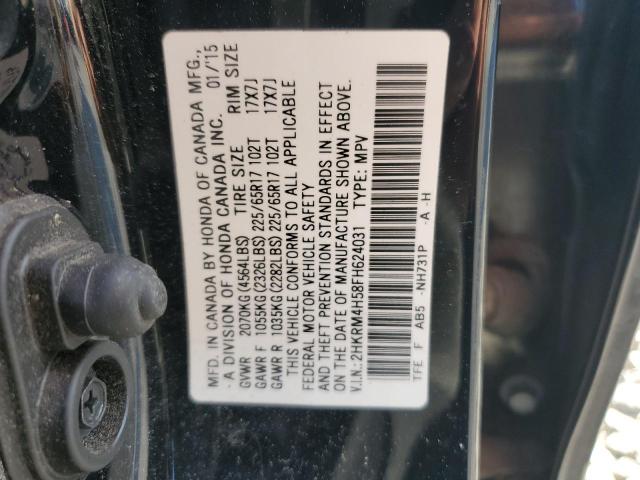 MFD. IN CANADA BY HONDA OF CANADA MFG.,
- A DIVISION OF HONDA CANADA INC. 01/'15
GVWR 2070KG (4564LBS) TIRE SIZE RIM SIZE
GAWR F 1055KG (2326LBS) 225/65R17 102T 17X7J
GAWR R 1035KG (2282LBS) 225/65R17 102T 17X7J
THIS VEHICLE CONFORMS TO ALL APPLICABLE
FEDERAL MOTOR VEHICLE SAFETY
AND THEFT PREVENTION STANDARDS IN EFFECT
ON THE DATE OF MANUFACTURE SHOWN ABOVE.
V.I.N.: 2HKRM4H58FH624031 TYPE: MPV
TFE F AB5 -NH731P -A -H